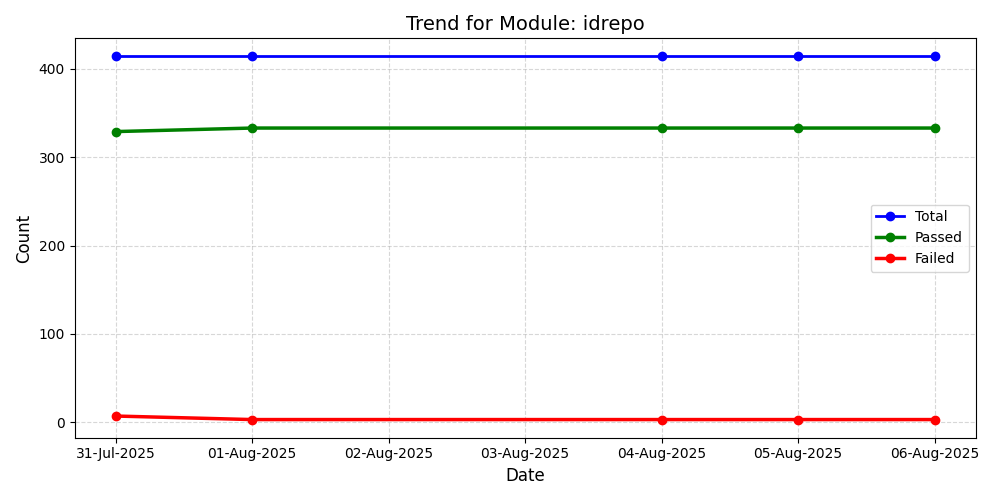 Trend for Module: idrepo
Count
400
300
200
100
0
Total
Passed
Failed
31-Jul-2025 01-Aug-2025 02-Aug-2025 03-Aug-2025 04-Aug-2025 05-Aug-2025 06-Aug-2025
Date